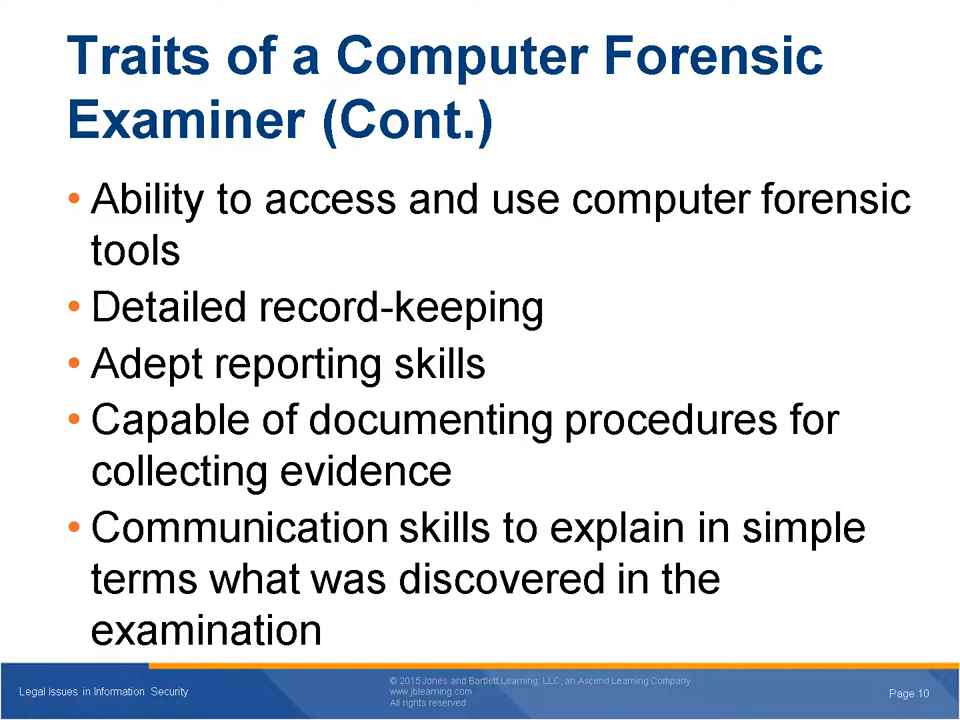 Traits of a Computer Forensic
Examiner (Cont.)
• Ability to access and use computer forensic
tools
• Detailed record-keeping
• Adept reporting skills
• Capable of documenting procedures for
collecting evidence
• Communication skills to explain in simple
terms what was discovered in the
examination
Legal Issues in Information Security
© 2015 Jones and Bartlett Learning, LLC, an Ascend Learning Company
www.jblearning.com
All rights reserved.
Page 10